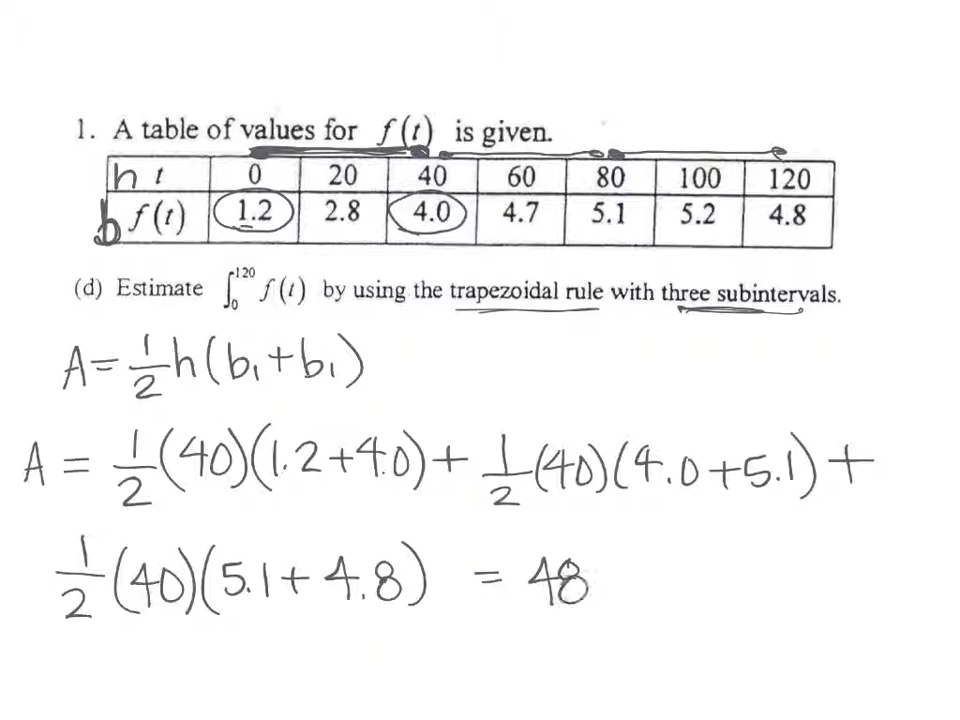 1. A table of values for f(t) is given.
h t 0 20 40 60 80 100 120
b f(t) 1.2 2.8 4.0 4.7 5.1 5.2 4.8
(d) Estimate ∫₀¹²⁰ f(t) by using the trapezoidal rule with three subintervals.
A = 1/2 h(b₁+b₁)
A = 1/2 (40)(1.2+4.0) + 1/2 (40)(4.0+5.1) +
1/2 (40)(5.1+4.8) = 48